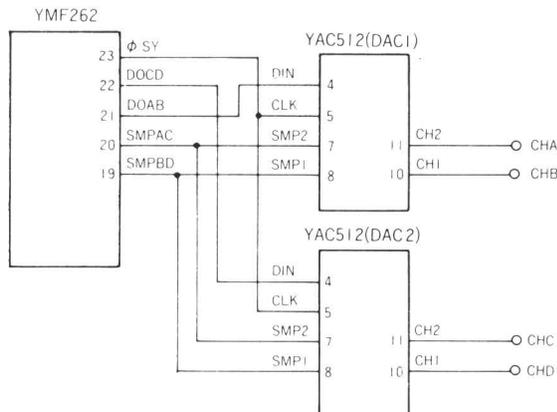 YMF262
23 φ SY
22 DOCD
21 DOAB
20 SMPAC
19 SMPBD
YAC512(DAC1)
DIN 4
CLK 5
SMP2 7
SMP1 8
11 CH2 CHA
10 CH1 CHB
YAC512(DAC2)
DIN 4
CLK 5
SMP2 7
SMP1 8
11 CH2 CHC
10 CH1 CHD